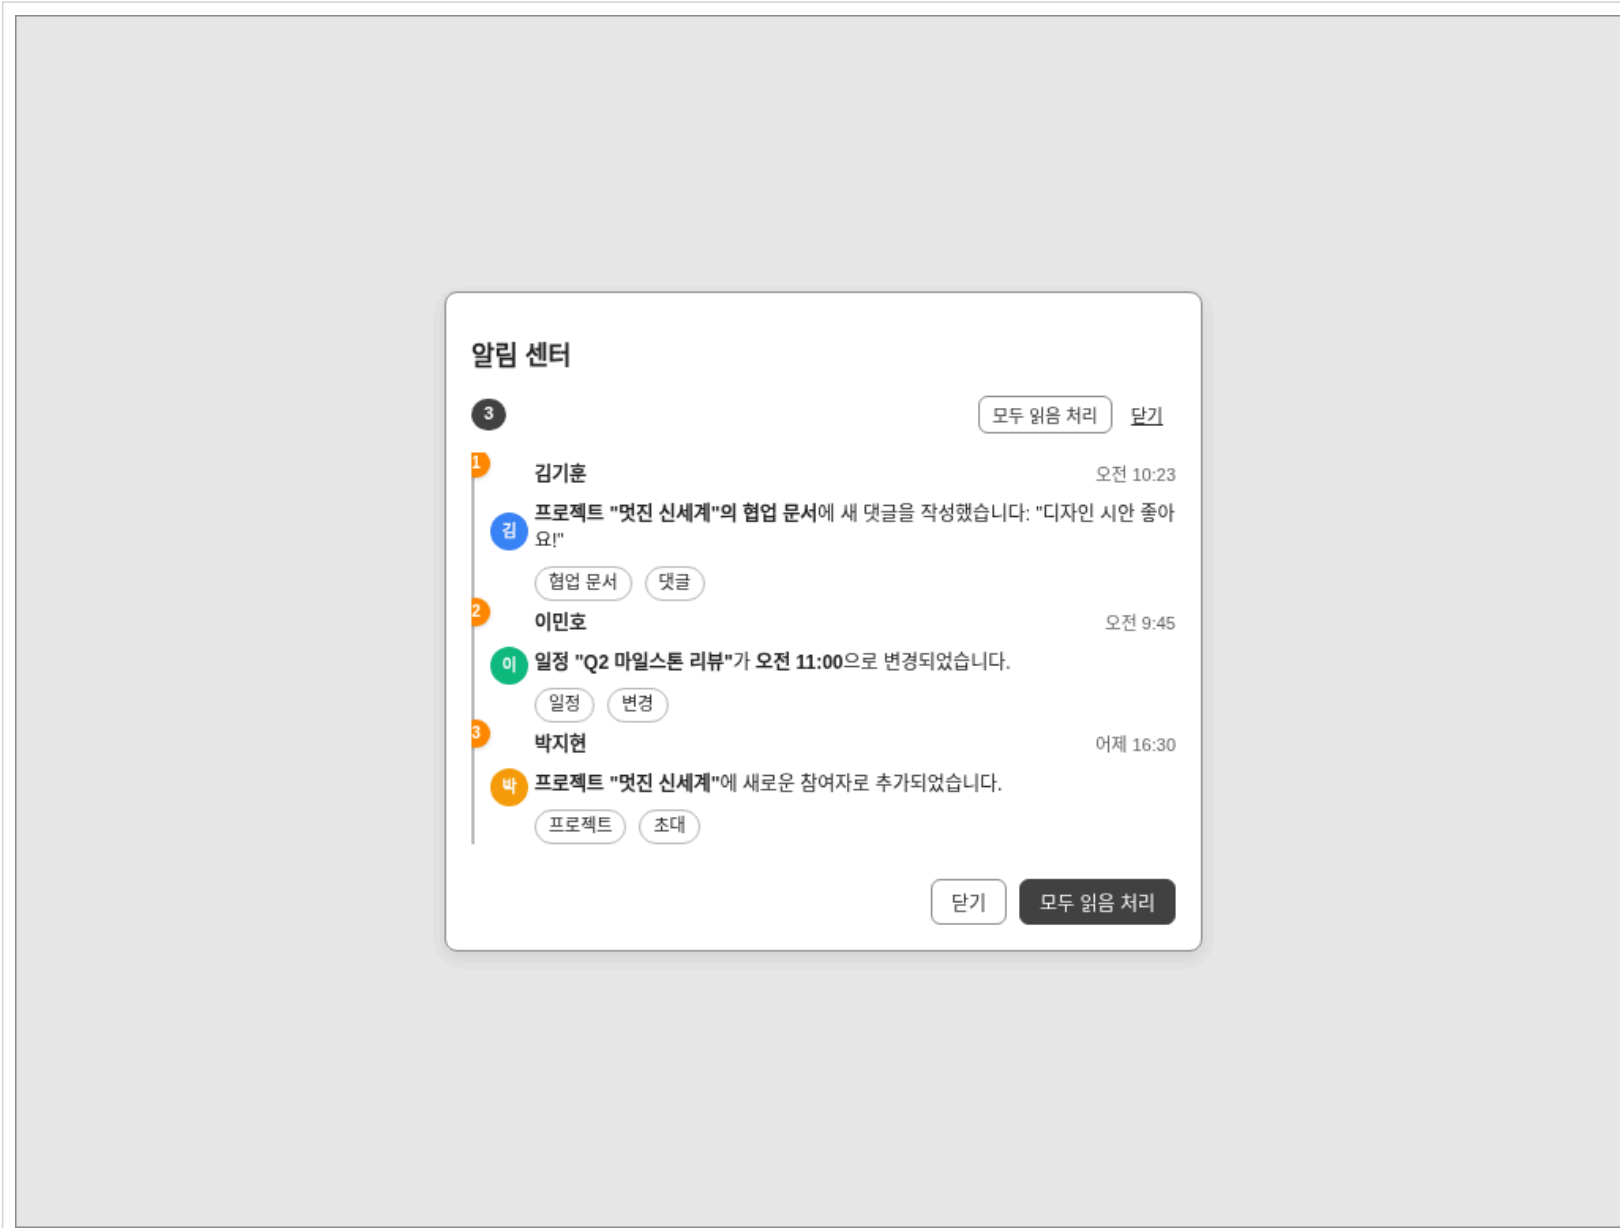 알림 센터
3
모두 읽음 처리
닫기
1
김기훈
오전 10:23
김
프로젝트 "멋진 신세계"의 협업 문서에 새 댓글을 작성했습니다: "디자인 시안 좋아
요!"
협업 문서
댓글
2
이민호
오전 9:45
이
일정 "Q2 마일스톤 리뷰"가 오전 11:00으로 변경되었습니다.
일정
변경
3
박지현
어제 16:30
박
프로젝트 "멋진 신세계"에 새로운 참여자로 추가되었습니다.
프로젝트
초대
닫기
모두 읽음 처리